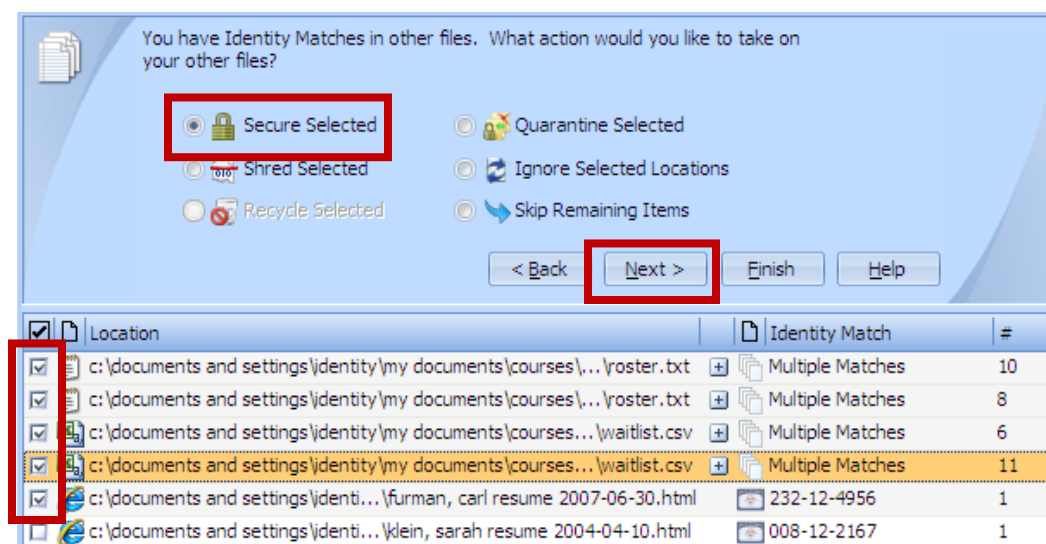 You have Identity Matches in other files. What action would you like to take on
your other files?
Secure Selected
Quarantine Selected
Shred Selected
Ignore Selected Locations
Recycle Selected
Skip Remaining Items
< Back Next > Finish Help
Location Identity Match #
c:\documents and settings\identity\my documents\courses\...\roster.txt Multiple Matches 10
c:\documents and settings\identity\my documents\courses\...\roster.txt Multiple Matches 8
c:\documents and settings\identity\my documents\courses...\waitlist.csv Multiple Matches 6
c:\documents and settings\identity\my documents\courses...\waitlist.csv Multiple Matches 11
c:\documents and settings\identi...\furman, carl resume 2007-06-30.html 232-12-4956 1
c:\documents and settings\identi...\klein, sarah resume 2004-04-10.html 008-12-2167 1